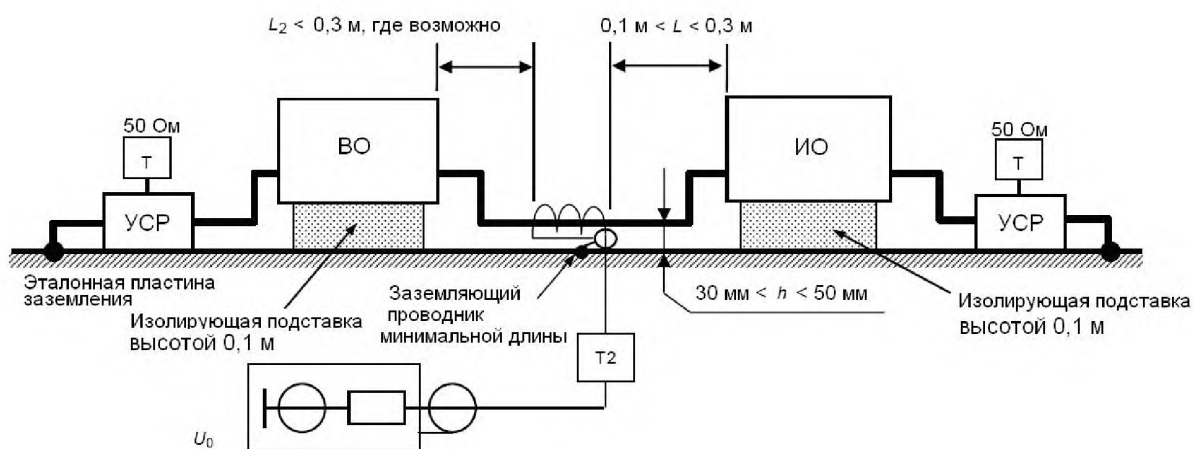 L₂ < 0,3 м, где возможно
0,1 м < L < 0,3 м
50 Ом
Т
УСР
ВО
ИО
50 Ом
Т
УСР
Эталонная пластина
заземления
Изолирующая подставка
высотой 0,1 м
Заземляющий
проводник
минимальной длины
30 мм < h < 50 мм
Изолирующая подставка
высотой 0,1 м
Т2
U₀